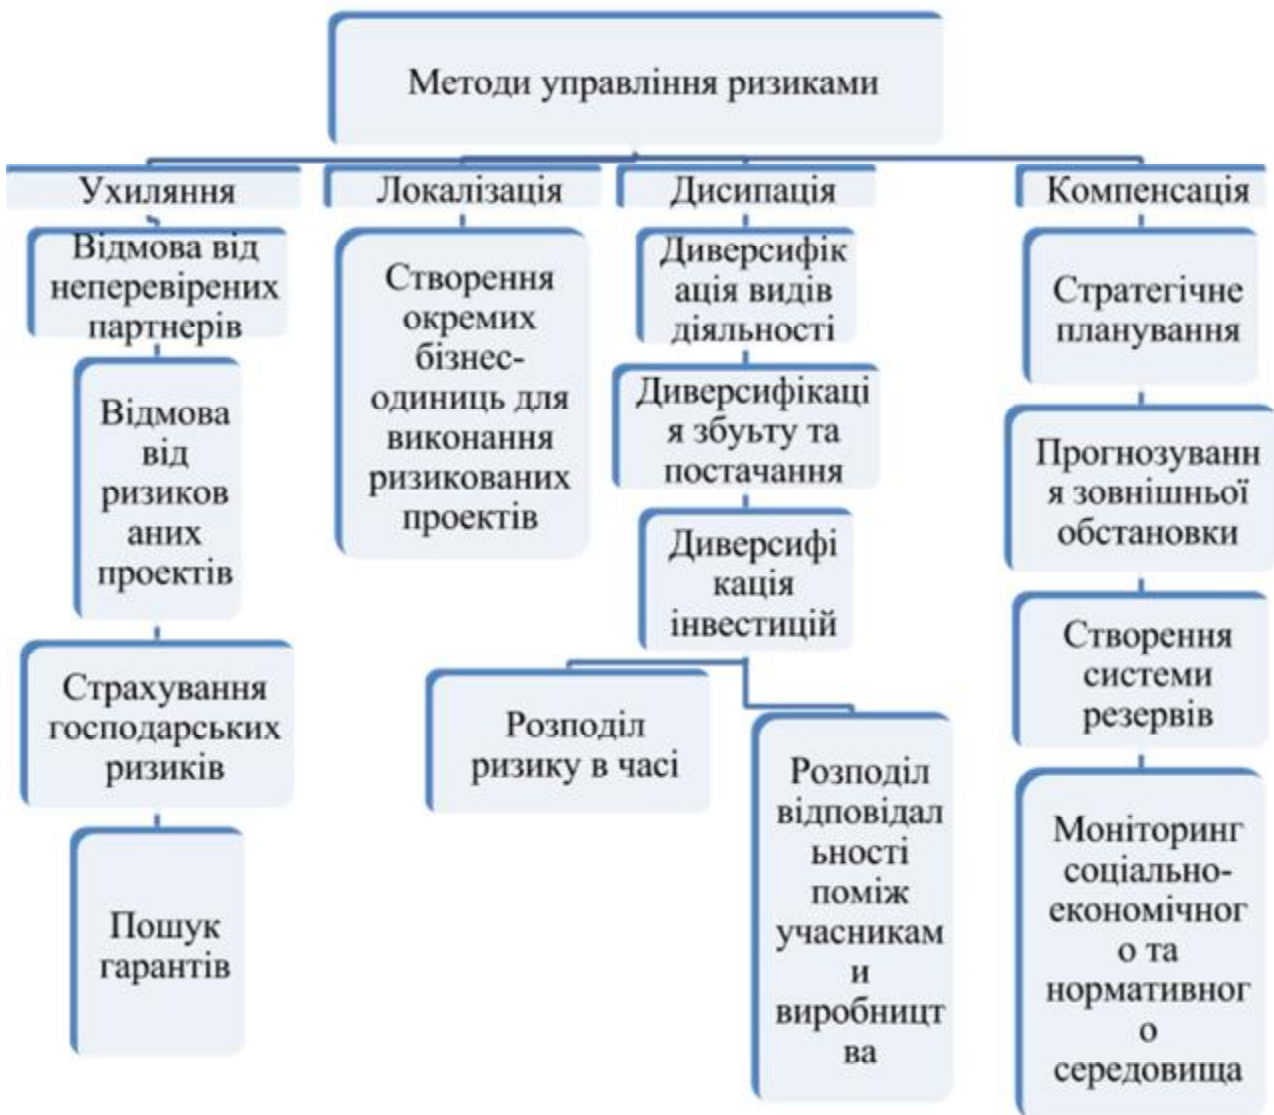 Методи управління ризиками
Ухиляння
Відмова від
неперевірених
партнерів
Відмова
від
ризиков
аних
проектів
Страхування
господарських
ризиків
Пошук
гарантів
Локалізація
Створення
окремих
бізнес-
одиниць для
виконання
ризикованих
проектів
Дисипація
Диверсифік
ація видів
діяльності
Диверсифікаці
я збуьту та
постачання
Диверсифі
кація
інвестицій
Розподіл
ризику в часі
Розподіл
відповідал
ьності
поміж
учасникам
и
виробницт
ва
Компенсація
Стратегічне
планування
Прогнозуванн
я зовнішньої
обстановки
Створення
системи
резервів
Моніторинг
соціально-
економічног
о та
нормативног
о
середовища